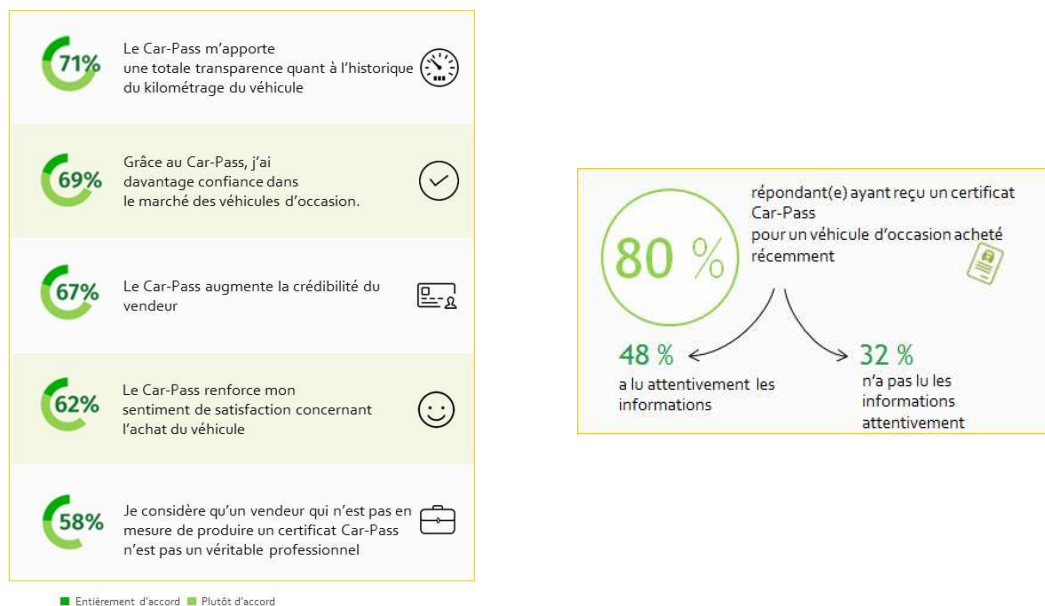 71%
Le Car-Pass m'apporte
une totale transparence quant à l'historique
du kilométrage du véhicule
69%
Grâce au Car-Pass, j'ai
davantage confiance dans
le marché des véhicules d'occasion.
67%
Le Car-Pass augmente la crédibilité du
vendeur
62%
Le Car-Pass renforce mon
sentiment de satisfaction concernant
l'achat du véhicule
58%
Je considère qu'un vendeur qui n'est pas en
mesure de produire un certificat Car-Pass
n'est pas un véritable professionnel
Entièrement d'accord Plutôt d'accord
80 %
répondant(e) ayant reçu un certificat
Car-Pass
pour un véhicule d'occasion acheté
récemment
48 %
a lu attentivement les
informations
32 %
n'a pas lu les
informations
attentivement